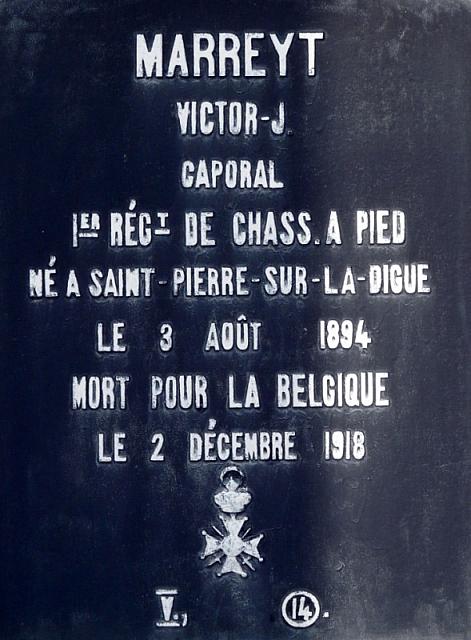 MARREYT
VICTOR-J.
CAPORAL
1ER RÉGT DE CHASS. A PIED
NÉ A SAINT-PIERRE-SUR-LA-DIGUE
LE 3 AOÛT 1894
MORT POUR LA BELGIQUE
LE 2 DÉCEMBRE 1918
V., 14.